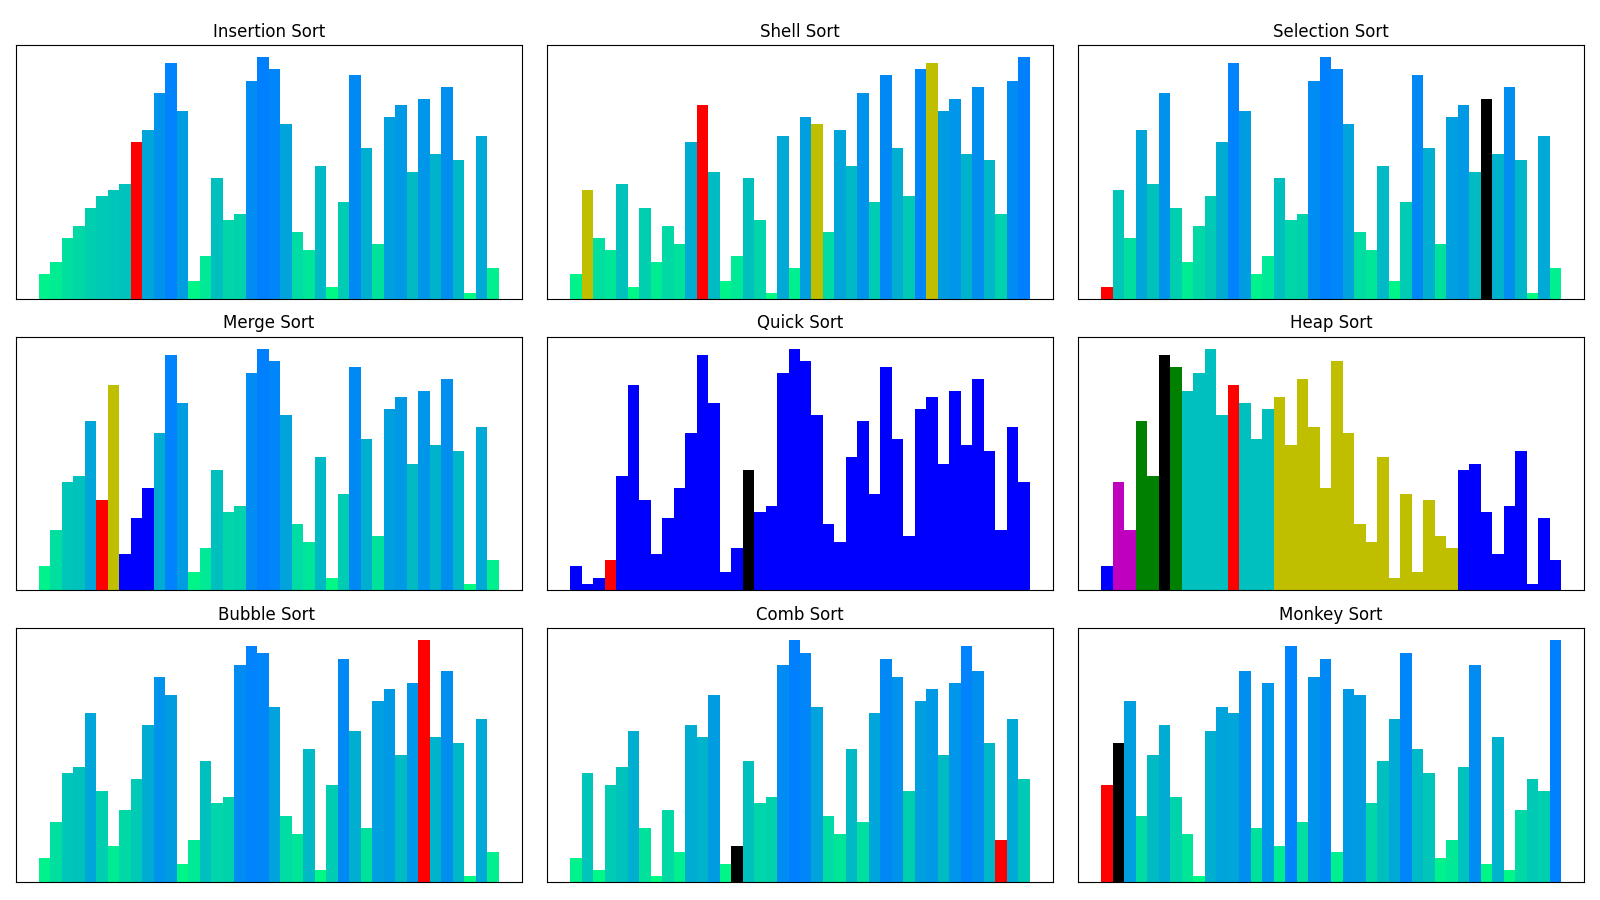 Insertion Sort
Shell Sort
Selection Sort
Merge Sort
Quick Sort
Heap Sort
Bubble Sort
Comb Sort
Monkey Sort